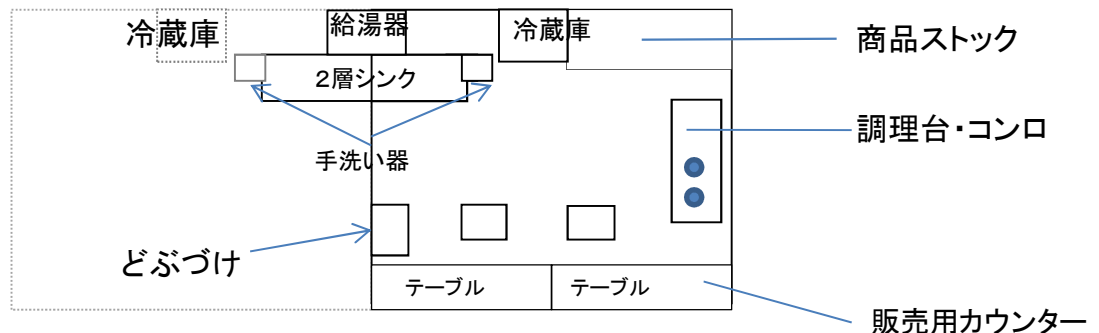 冷蔵庫
給湯器
冷蔵庫
商品ストック
2層シンク
調理台・コンロ
手洗い器
どぶづけ
テーブル
テーブル
販売用カウンター